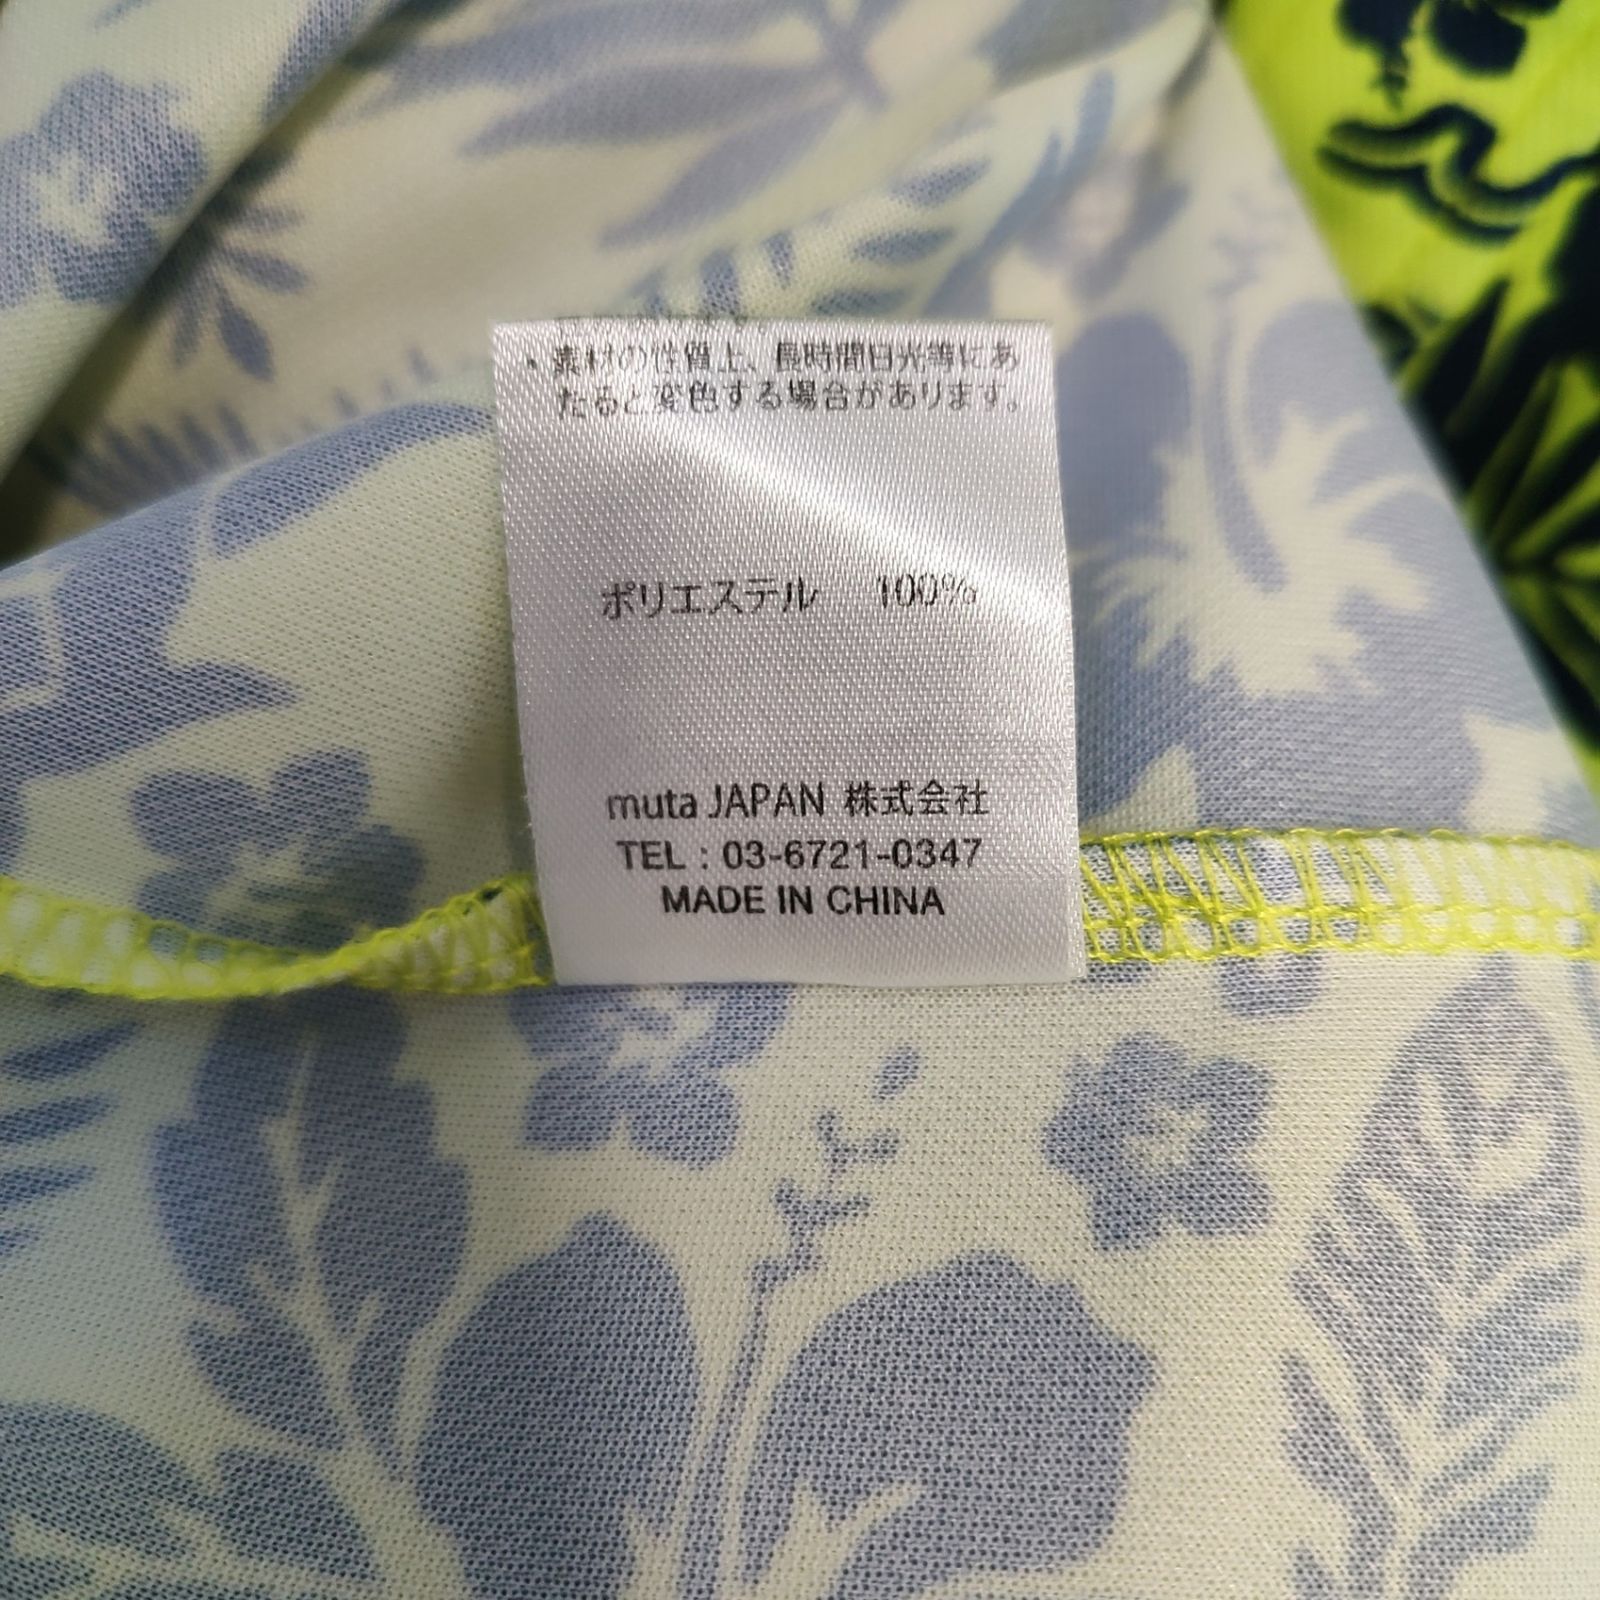 ・素材の性質上、長時間日光等にあ
たると変色する場合があります。
ポリエステル 100%
muta JAPAN 株式会社
TEL : 03-6721-0347
MADE IN CHINA